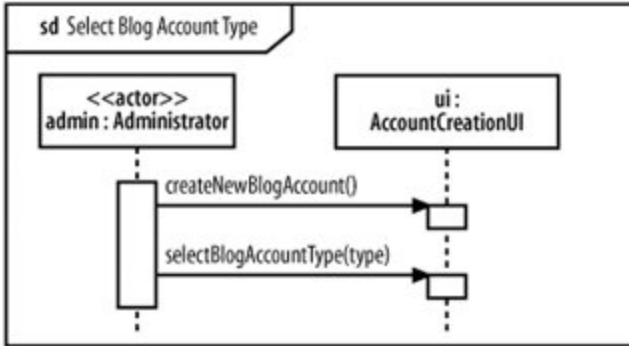 sd Select Blog Account Type
<<actor>>
admin : Administrator
ui :
AccountCreationUI
createNewBlogAccount()
selectBlogAccountType(type)